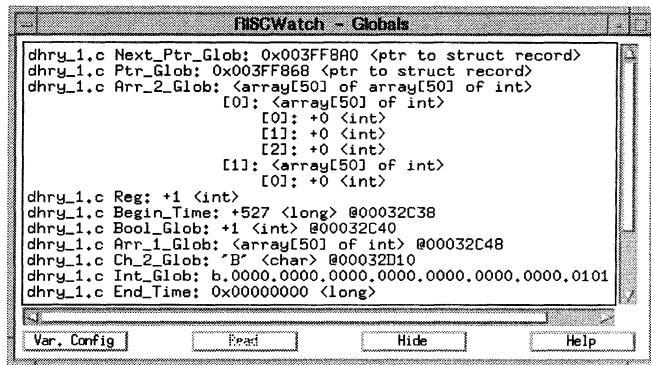 RISCWatch - Globals
dhry_1.c Next_Ptr_Glob: 0x003FF8A0 <ptr to struct record>
dhry_1.c Ptr_Glob: 0x003FF868 <ptr to struct record>
dhry_1.c Arr_2_Glob: <array[50] of array[50] of int>
[0]: <array[50] of int>
[0]: +0 <int>
[1]: +0 <int>
[2]: +0 <int>
[1]: <array[50] of int>
[0]: +0 <int>
dhry_1.c Reg: +1 <int>
dhry_1.c Begin_Time: +527 <long> @00032C38
dhry_1.c Bool_Glob: +1 <int> @00032C40
dhry_1.c Arr_1_Glob: <array[50] of int> @00032C48
dhry_1.c Ch_2_Glob: "B" <char> @00032D10
dhry_1.c Int_Glob: b.0000.0000.0000.0000.0000.0000.0000.0101
dhry_1.c End_Time: 0x00000000 <long>
Var. Config Read Hide Help